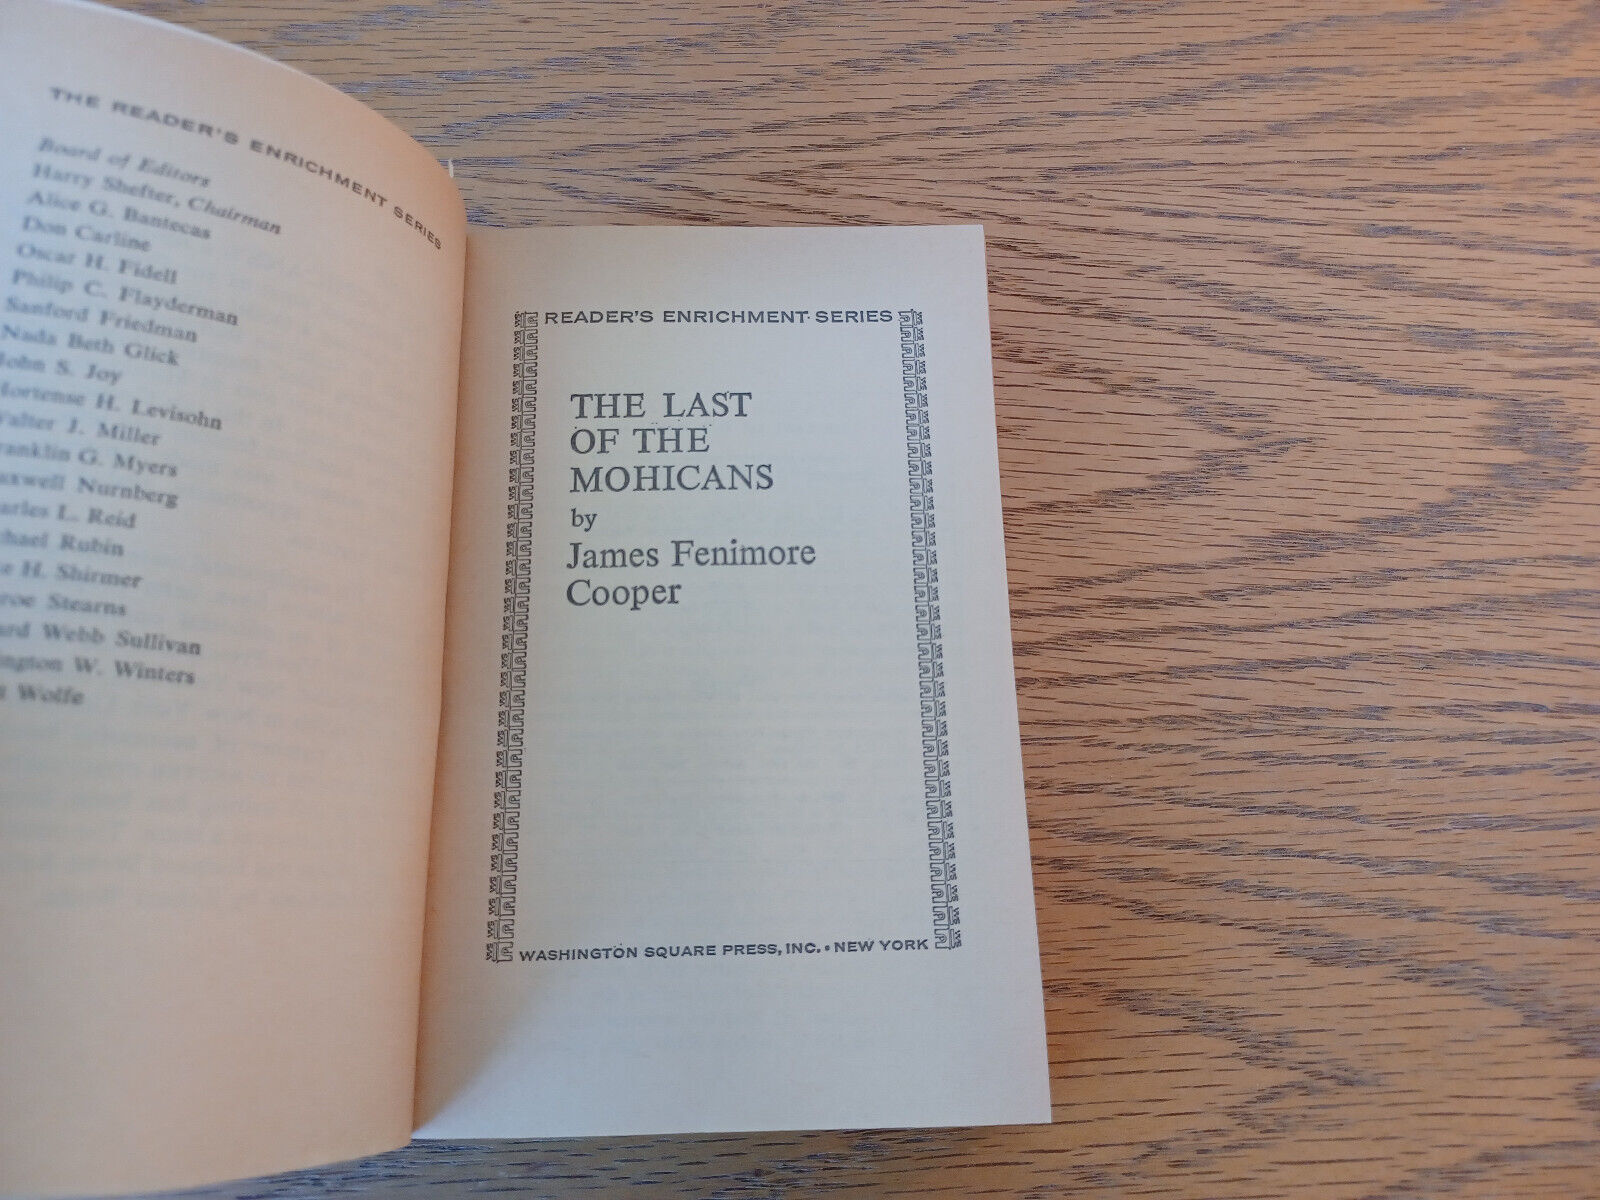 THE READER'S ENRICHMENT SERIES
Board of Editors
Harry Shefter, Chairman
Alice G. Bantecas
Don Carline
Oscar H. Fidell
Philip C. Flayderman
Sanford Friedman
Nada Beth Glick
John S. Joy
Hortense H. Levisohn
Walter J. Miller
Franklin G. Myers
Nurnberg
L. Reid
Rubin
H. Shirmer
Stearns
Webb Sullivan
W. Winters
Wolfe
READER'S ENRICHMENT SERIES
THE LAST
OF THE
MOHICANS
by
James Fenimore
Cooper
WASHINGTON SQUARE PRESS, INC. • NEW YORK